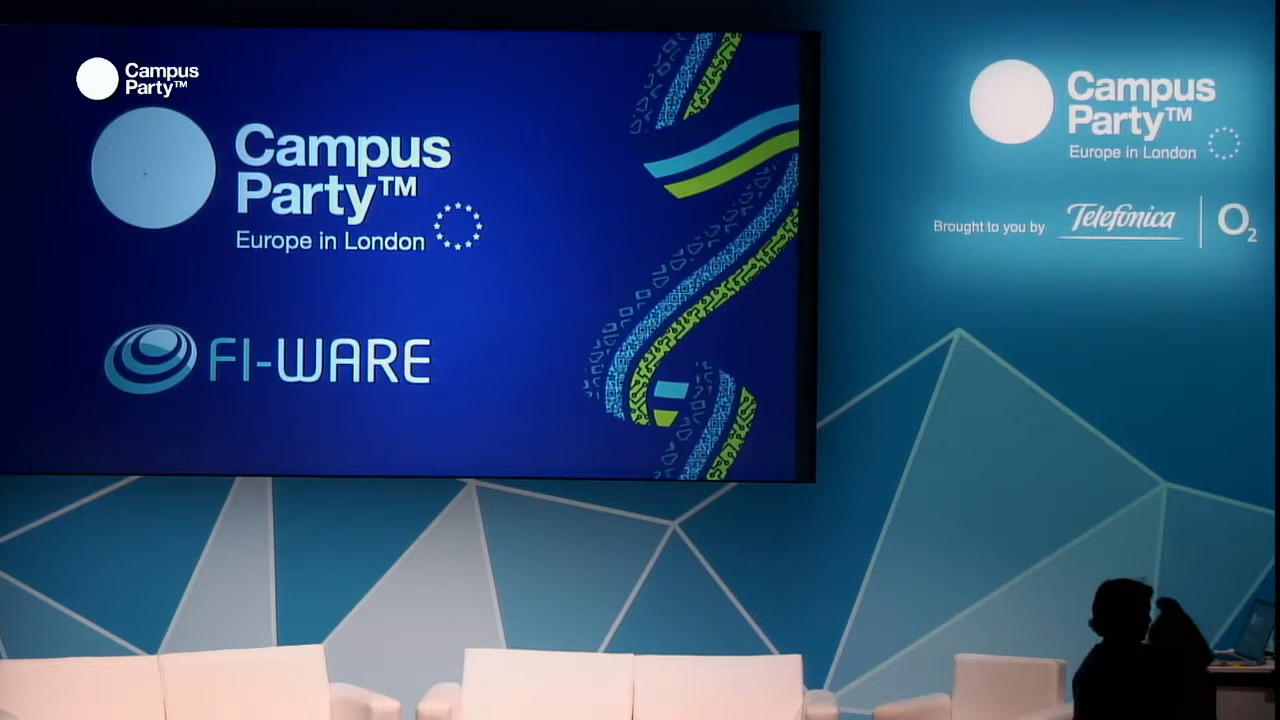 Campus
Party™
Campus
Party™
Europe in London
FI-WARE
Campus
Party™
Europe in London
Brought to you by Telefónica O2